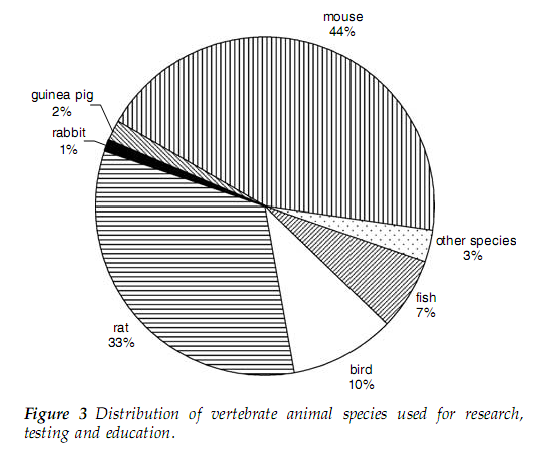 mouse
44%
guinea pig
2%
rabbit
1%
other species
3%
fish
7%
rat
33%
bird
10%
Figure 3 Distribution of vertebrate animal species used for research,
testing and education.